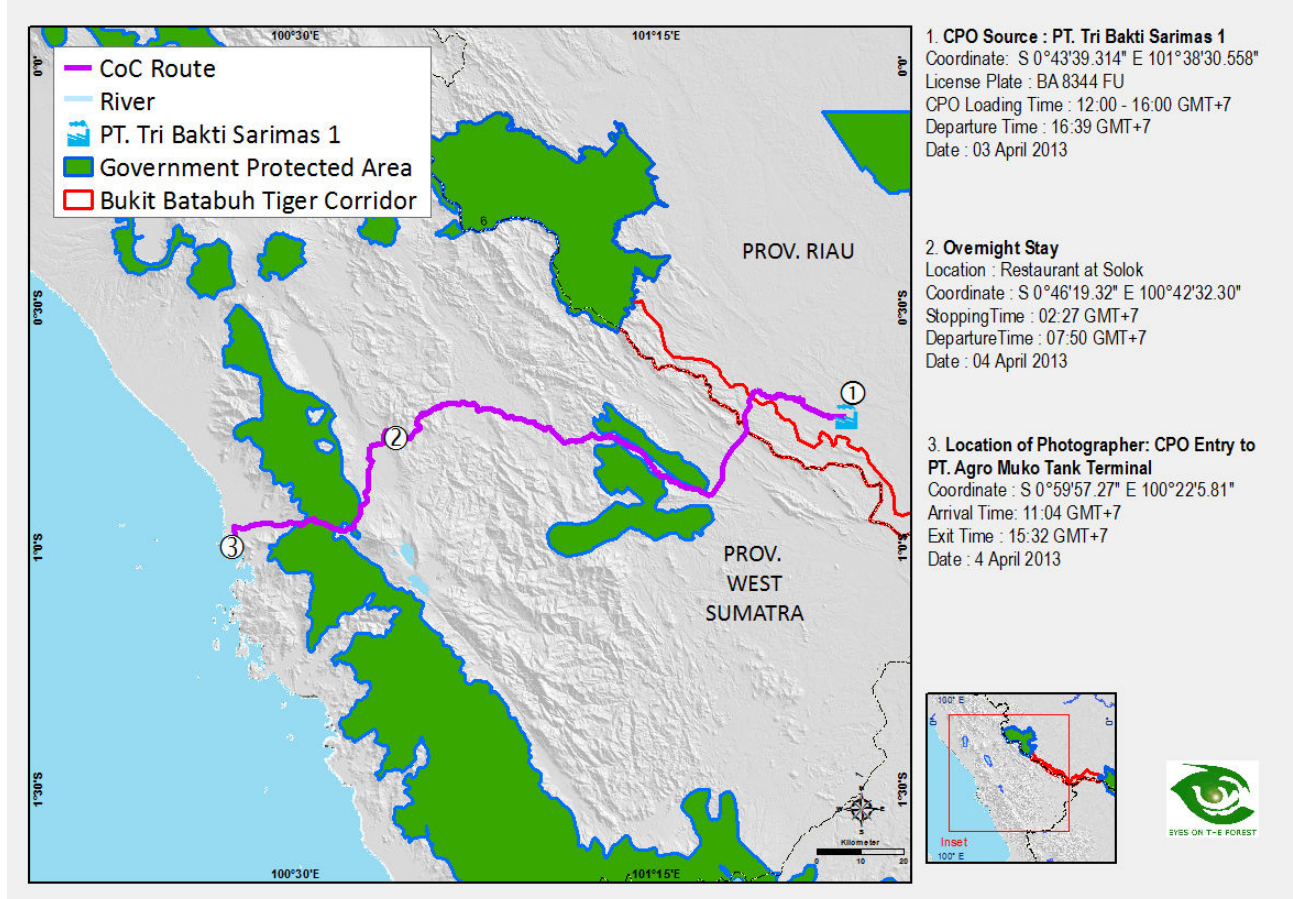 100°30'E
101°15'E
0°0'
0°0'
CoC Route
River
PT. Tri Bakti Sarimas 1
Government Protected Area
Bukit Batabuh Tiger Corridor
6
PROV. RIAU
0°30'S
0°30'S
1
2
3
1°0'S
1°0'S
PROV.
WEST
SUMATRA
1°30'S
1°30'S
N
W
E
S
Kilometer
0 10 20
100°30'E
101°15'E
1. CPO Source : PT. Tri Bakti Sarimas 1
Coordinate: S 0°43'39.314" E 101°38'30.558"
License Plate : BA 8344 FU
CPO Loading Time : 12:00 - 16:00 GMT+7
Departure Time : 16:39 GMT+7
Date : 03 April 2013
2. Overnight Stay
Location : Restaurant at Solok
Coordinate : S 0°46'19.32" E 100°42'32.30"
StoppingTime : 02:27 GMT+7
DepartureTime : 07:50 GMT+7
Date : 04 April 2013
3. Location of Photographer: CPO Entry to
PT. Agro Muko Tank Terminal
Coordinate : S 0°59'57.27" E 100°22'5.81"
Arrival Time: 11:04 GMT+7
Exit Time : 15:32 GMT+7
Date : 4 April 2013
100° E
0°
0°
Inset
100° E
EYES ON THE FOREST